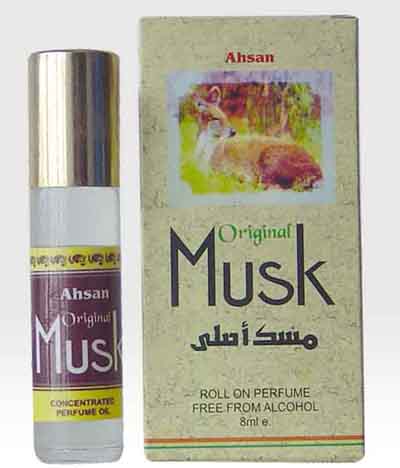 Ahsan
Original
Musk
CONCENTRATED
PERFUME OIL
Ahsan
Original
Musk
مسك أصلي
ROLL ON PERFUME
FREE FROM ALCOHOL
8ml e.